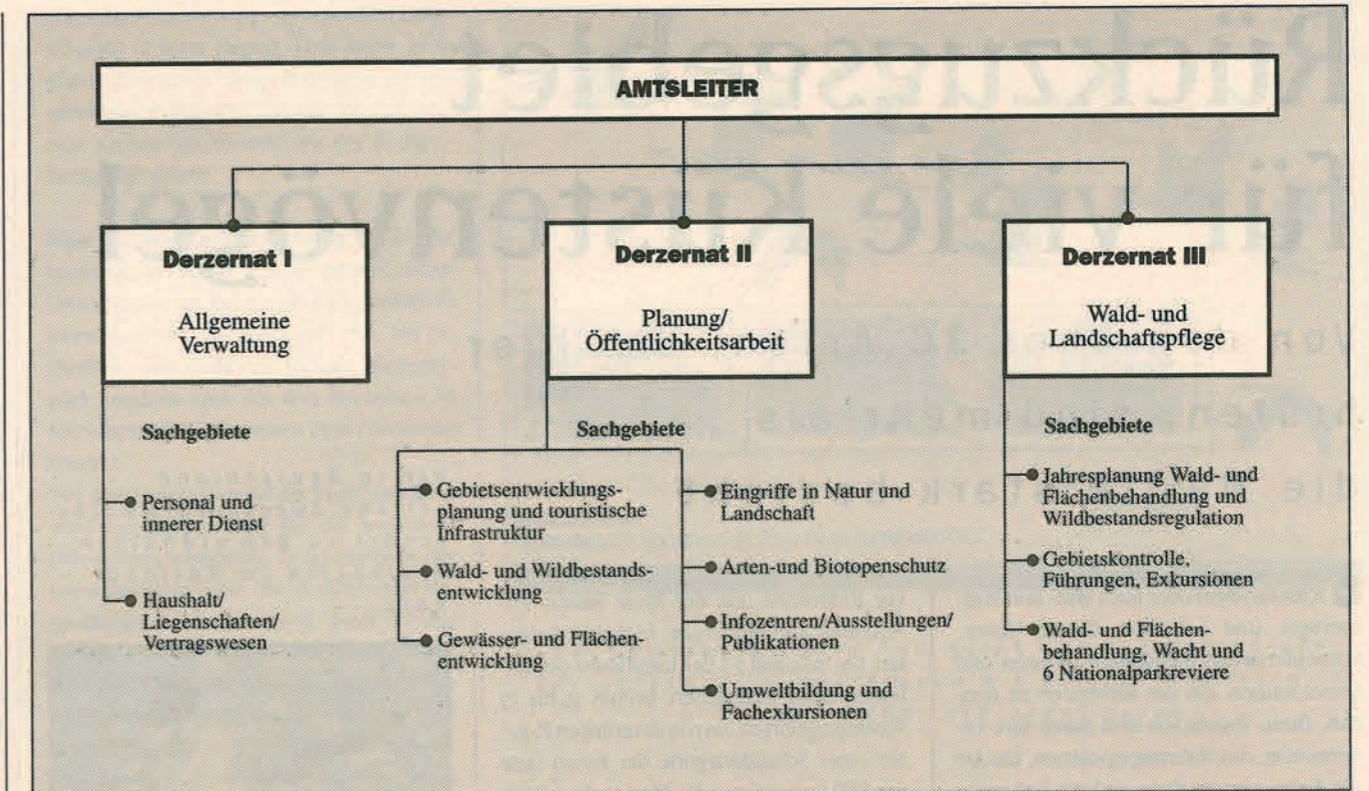 AMTSLEITER
Derzernat I
Allgemeine
Verwaltung
Sachgebiete
Personal und
innerer Dienst
Haushalt/
Liegenschaften/
Vertragswesen
Derzernat II
Planung/
Öffentlichkeitsarbeit
Sachgebiete
Gebietsentwicklungs-
planung und touristische
Infrastruktur
Wald- und Wildbestands-
entwicklung
Gewässer- und Flächen-
entwicklung
Eingriffe in Natur und
Landschaft
Arten-und Biotopenschutz
Infozentren/Ausstellungen/
Publikationen
Umweltbildung und
Fachexkursionen
Derzernat III
Wald- und
Landschaftspflege
Sachgebiete
Jahresplanung Wald- und
Flächenbehandlung und
Wildbestandsregulation
Gebietskontrolle,
Führungen, Exkursionen
Wald- und Flächen-
behandlung, Wacht und
6 Nationalparkreviere